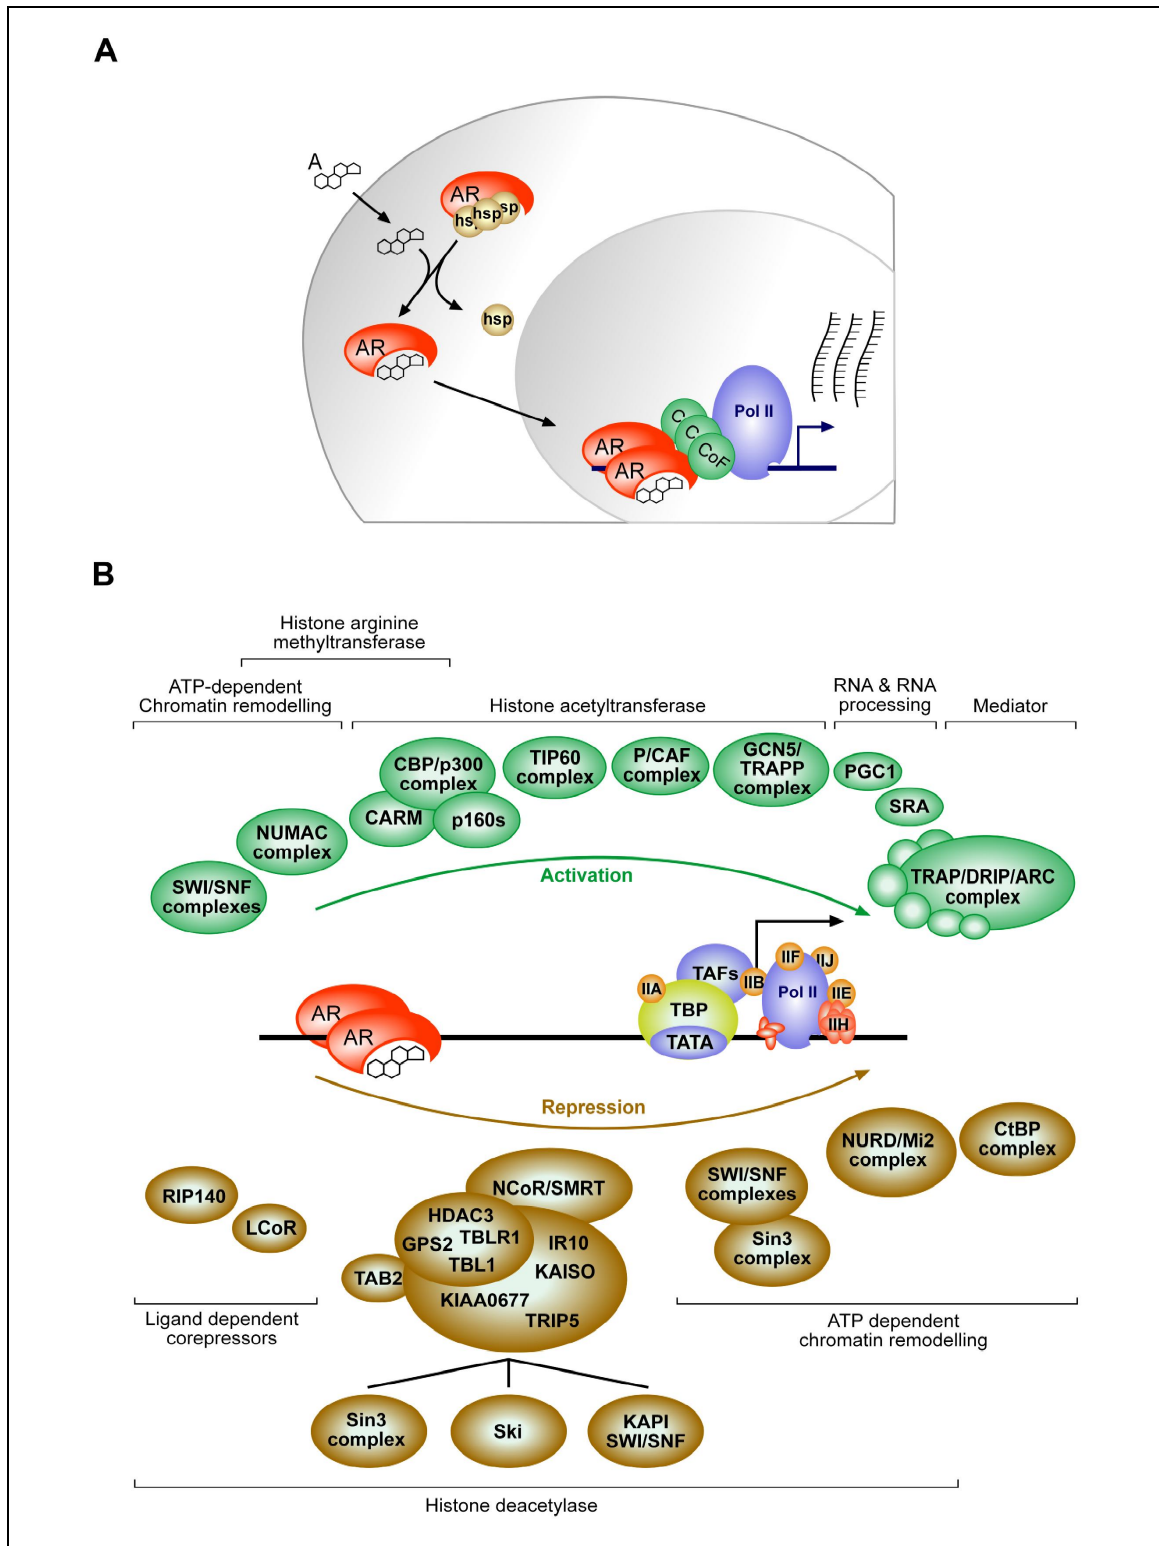 A
A
AR
hsp
hsp
sp
hsp
AR
Pol II
C
C
CoF
AR
AR
B
Histone arginine
methyltransferase
ATP-dependent
Chromatin remodelling
Histone acetyltransferase
RNA & RNA
processing
Mediator
CBP/p300
complex
TIP60
complex
P/CAF
complex
GCN5/
TRAPP
complex
PGC1
SRA
CARM
p160s
NUMAC
complex
SWI/SNF
complexes
Activation
TRAP/DRIP/ARC
complex
IIF
IIJ
TAFs
IIB
IIA
Pol II
IIE
TBP
IIH
TATA
AR
AR
Repression
NURD/Mi2
complex
CtBP
complex
RIP140
LCoR
NCoR/SMRT
SWI/SNF
complexes
Sin3
complex
HDAC3
GPS2
TBLR1
TBL1
IR10
KAISO
TAB2
KIAA0677
TRIP5
Ligand dependent
corepressors
ATP dependent
chromatin remodelling
Sin3
complex
Ski
KAPI
SWI/SNF
Histone deacetylase